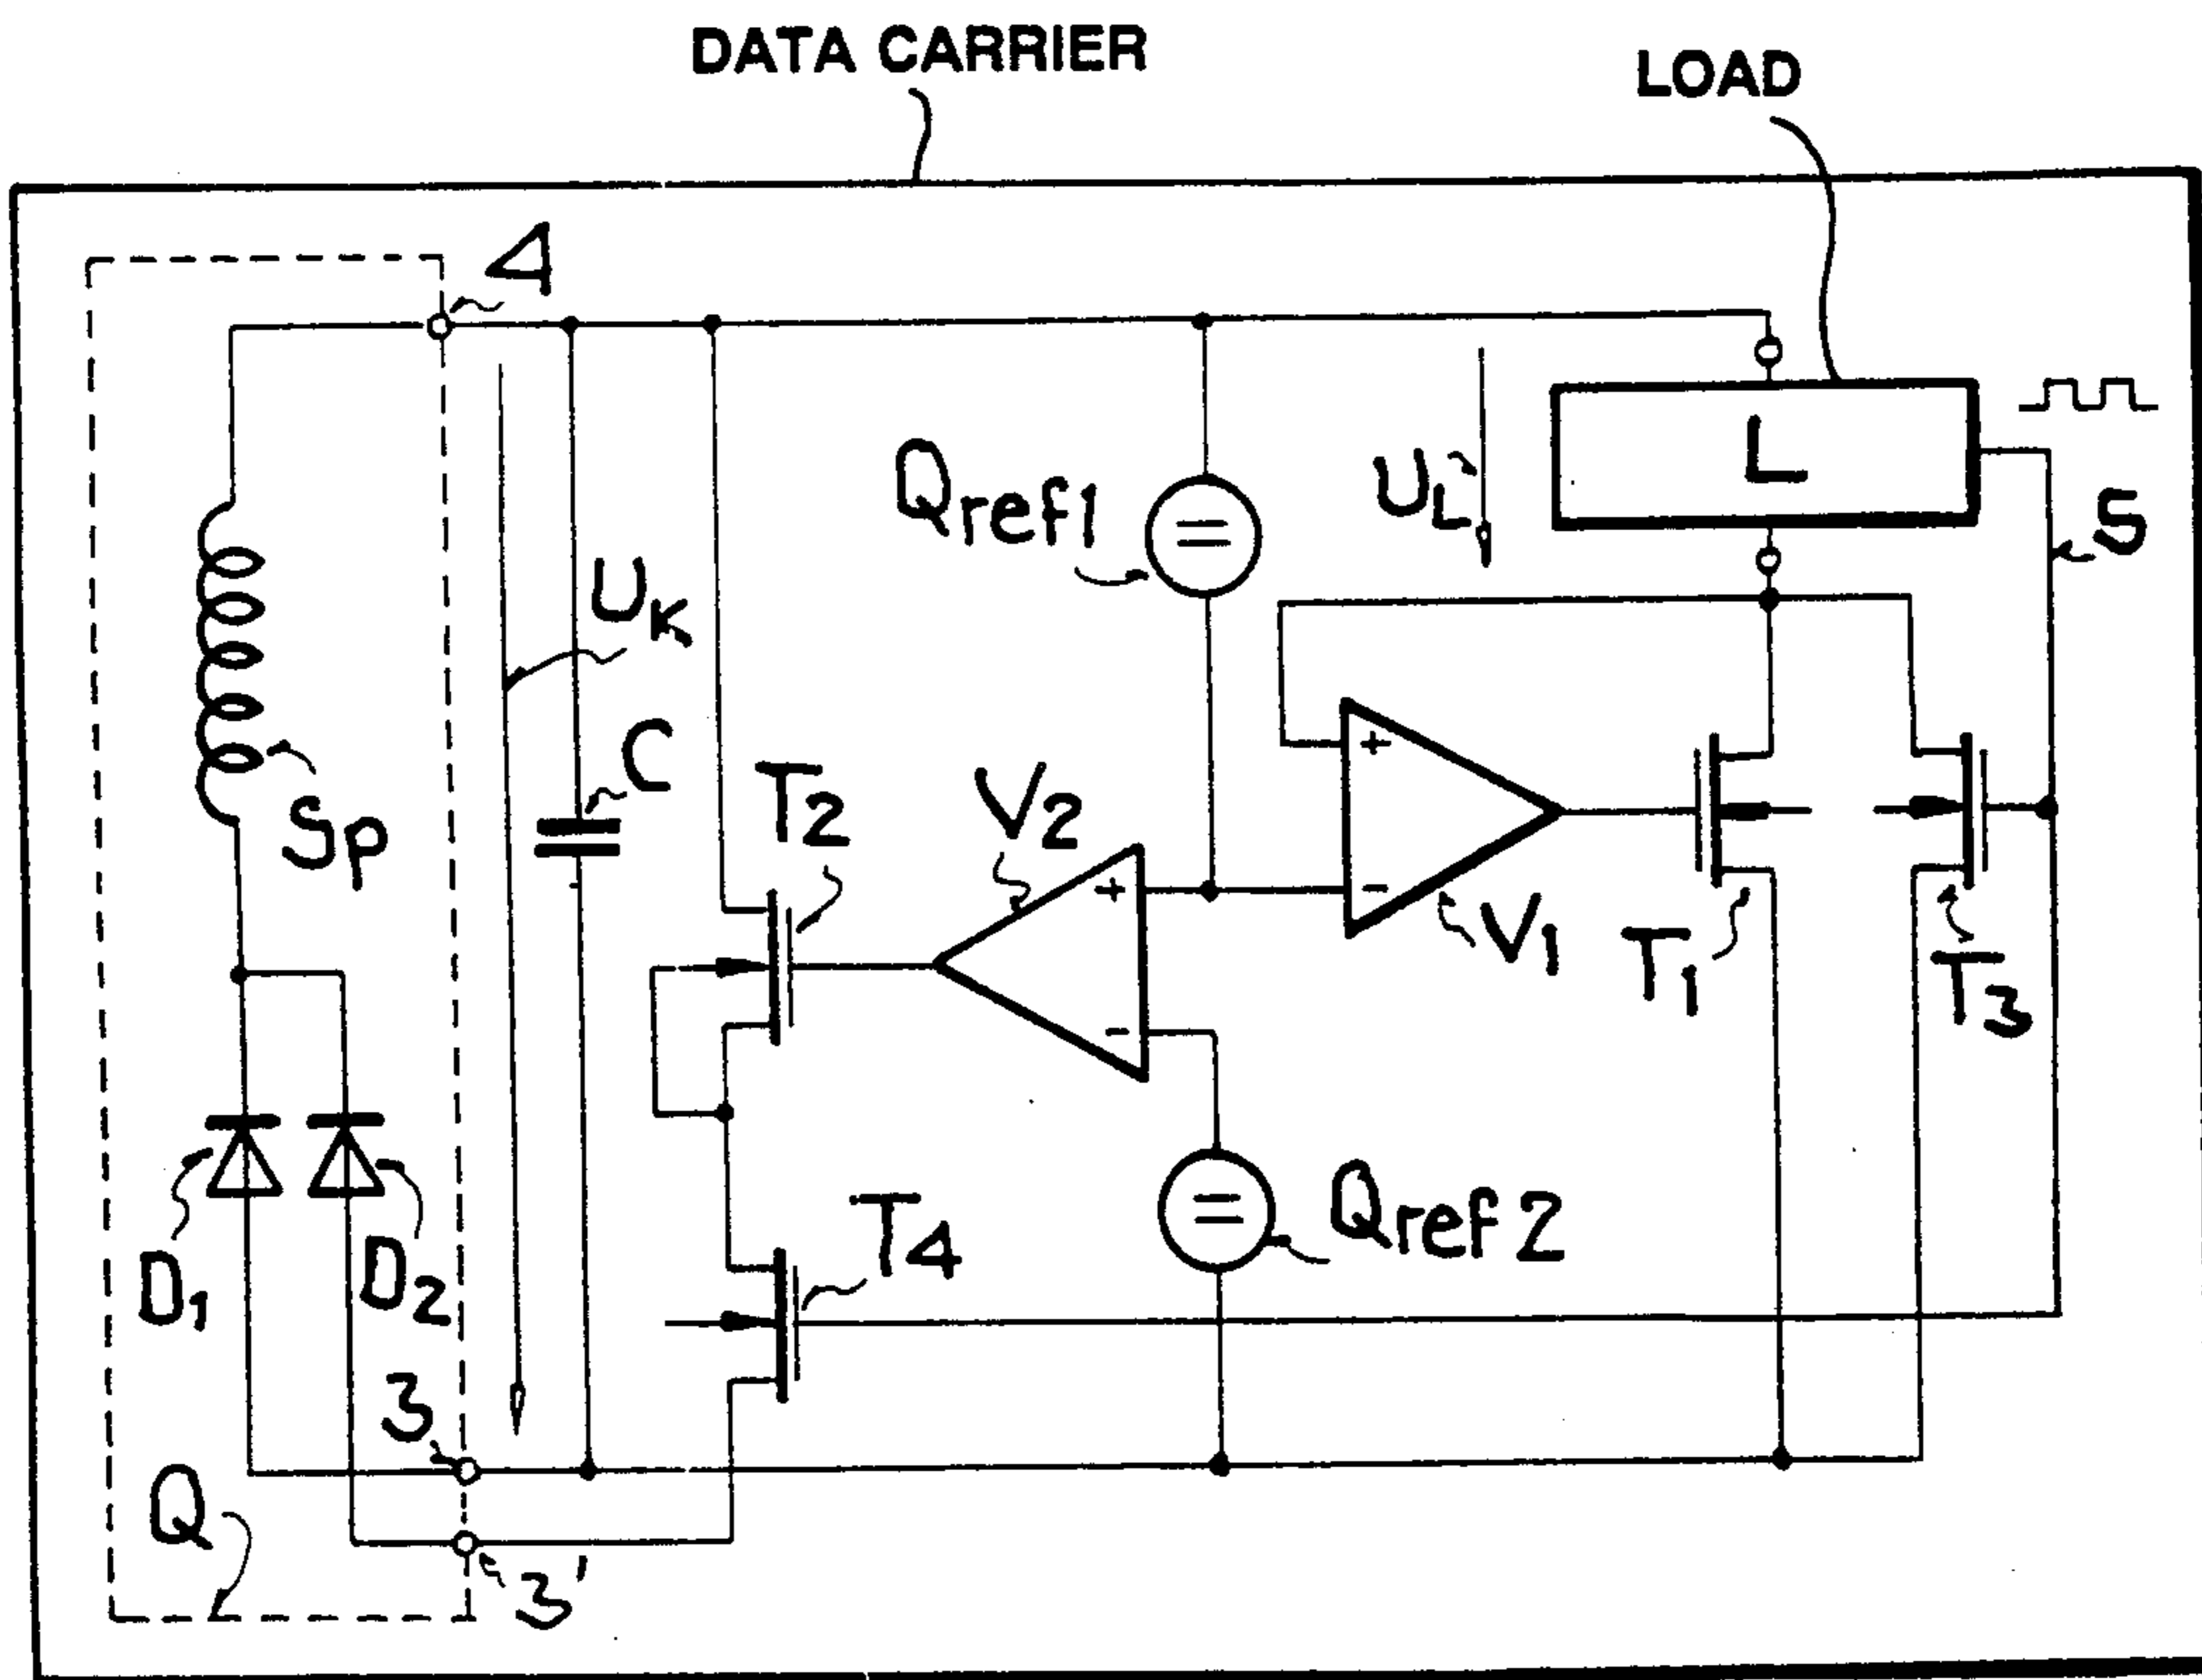 DATA CARRIER
LOAD
4
Qref1
UL
L
S
UK
C
Sp
T2
V2
+
-
+
-
V1
T1
T3
D1
D2
T4
Qref2
3
Q
3'